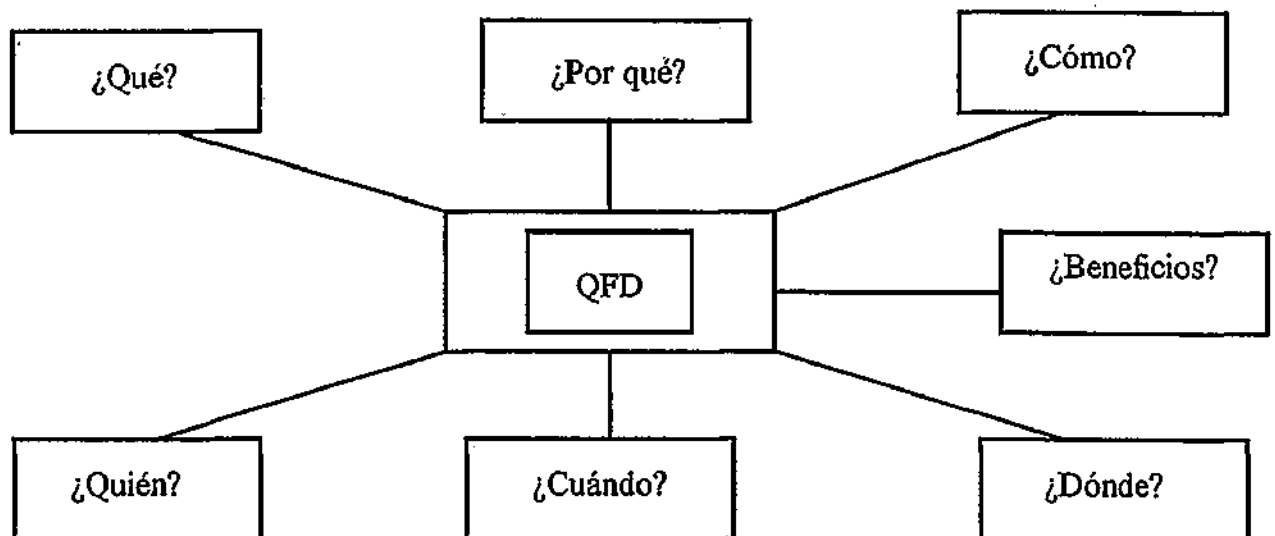 ¿Qué?
¿Por qué?
¿Cómo?
QFD
¿Beneficios?
¿Quién?
¿Cuándo?
¿Dónde?